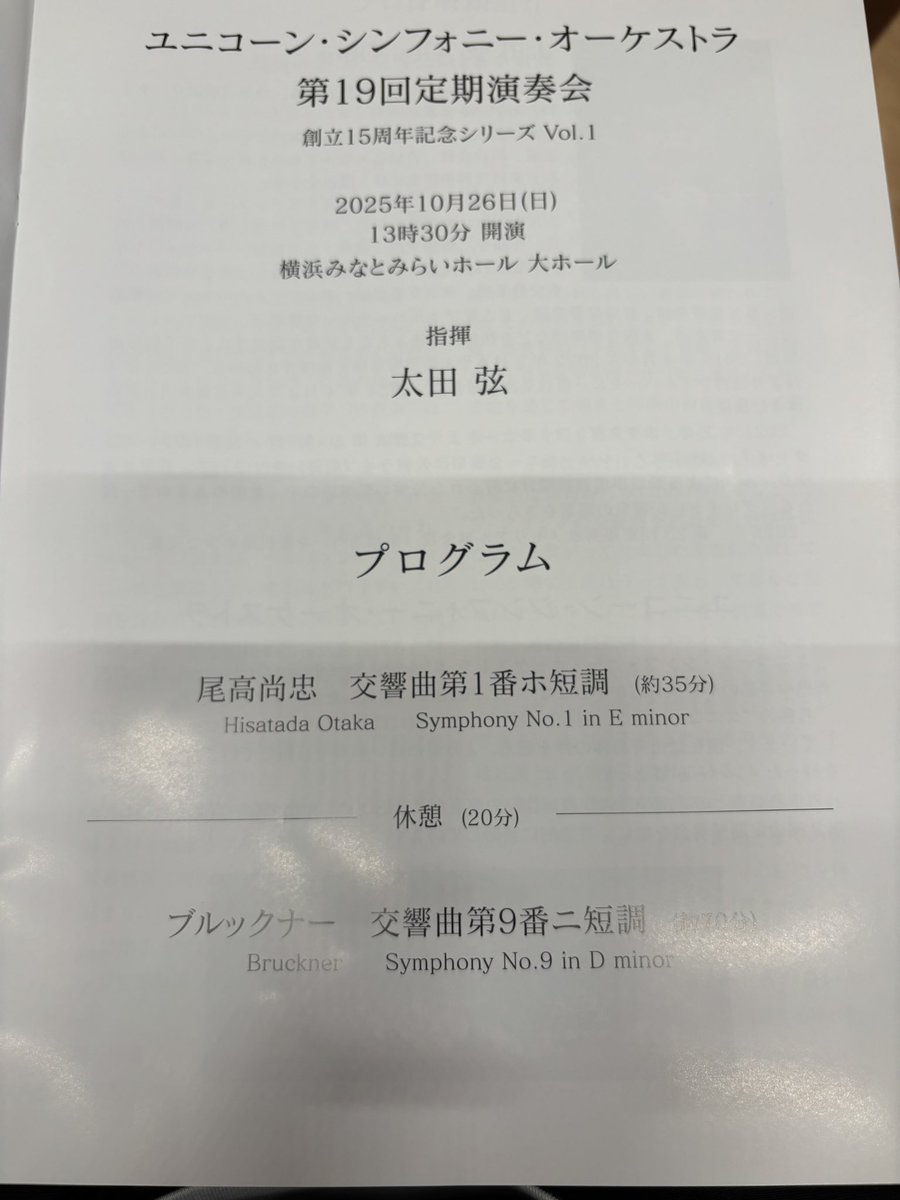 ユニコーン・シンフォニー・オーケストラ
第19回定期演奏会
創立15周年記念シリーズ Vol.1
2025年10月26日(日)
13時30分 開演
横浜みなとみらいホール 大ホール
指揮
太田 弦
プログラム
尾高尚忠 交響曲第1番ホ短調 (約35分)
Hisatada Otaka Symphony No.1 in E minor
休憩 (20分)
ブルックナー 交響曲第9番ニ短調 (約70分)
Bruckner Symphony No.9 in D minor